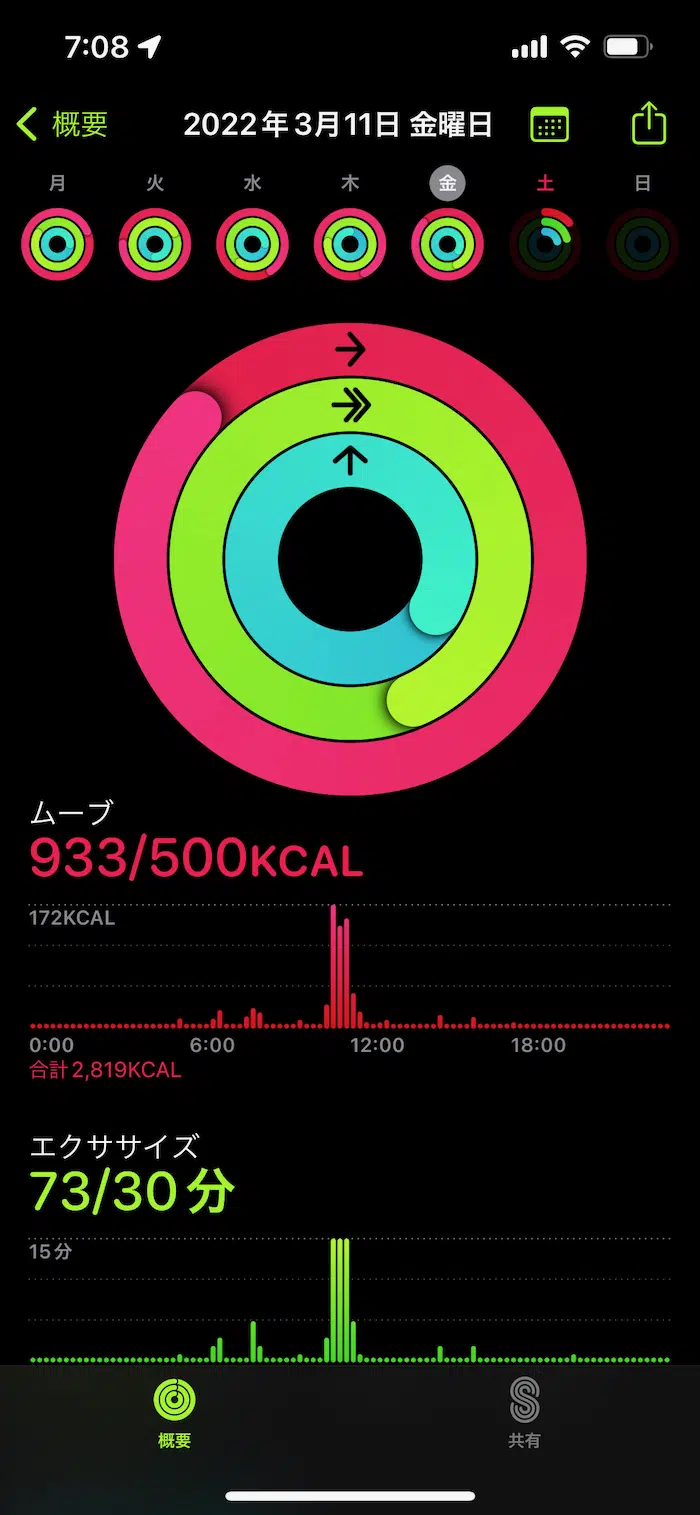 7:08
概要 2022年3月11日 金曜日
月 火 水 木 金 土 日
ムーブ
933/500KCAL
172KCAL
0:00 6:00 12:00 18:00
合計2,819KCAL
エクササイズ
73/30分
15分
概要 共有